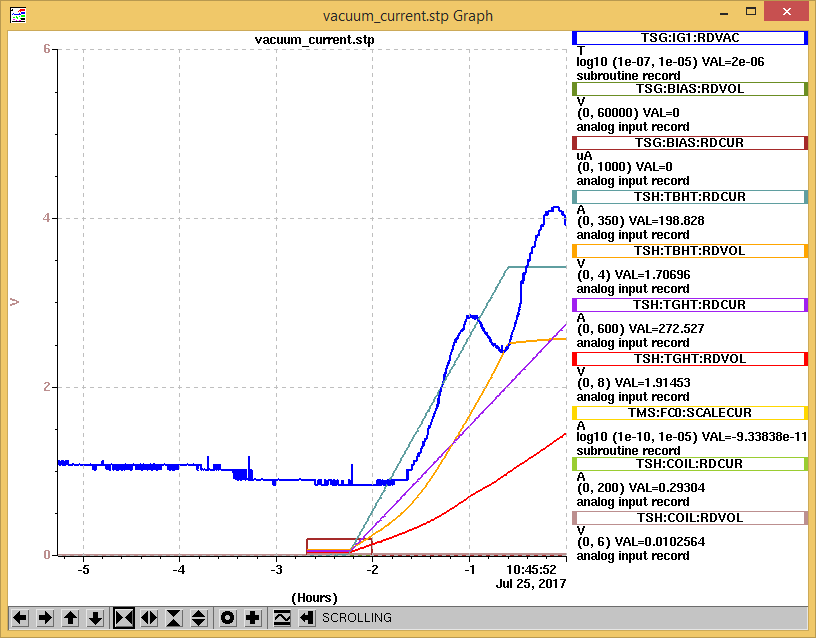 vacuum_current.stp Graph
vacuum_current.stp
6
4
2
0
V
-5
-4
-3
-2
-1
10:45:52
Jul 25, 2017
(Hours)
TSG:IG1:RDVAC
T
log10 (1e-07, 1e-05) VAL=2e-06
subroutine record
TSG:BIAS:RDVOL
V
(0, 60000) VAL=0
analog input record
TSG:BIAS:RDCUR
uA
(0, 1000) VAL=0
analog input record
TSH:TBHT:RDCUR
A
(0, 350) VAL=198.828
analog input record
TSH:TBHT:RDVOL
V
(0, 4) VAL=1.70696
analog input record
TSH:TGHT:RDCUR
A
(0, 600) VAL=272.527
analog input record
TSH:TGHT:RDVOL
V
(0, 8) VAL=1.91453
analog input record
TMS:FC0:SCALECUR
A
log10 (1e-10, 1e-05) VAL=-9.33838e-11
subroutine record
TSH:COIL:RDCUR
A
(0, 200) VAL=0.29304
analog input record
TSH:COIL:RDVOL
V
(0, 6) VAL=0.0102564
analog input record
SCROLLING